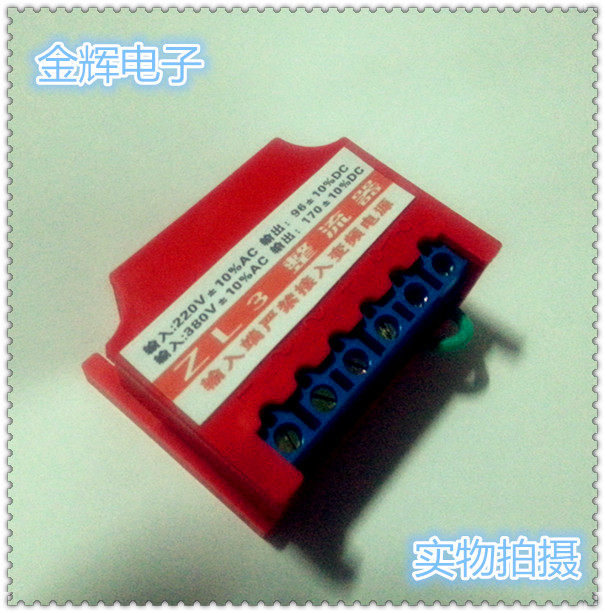 金辉电子
输入:220V±10%AC 输出: 96±10%DC
输入:380V±10%AC 输出: 170±10%DC
ZL3 整流器
输入端严禁接入变频电源
实物拍摄